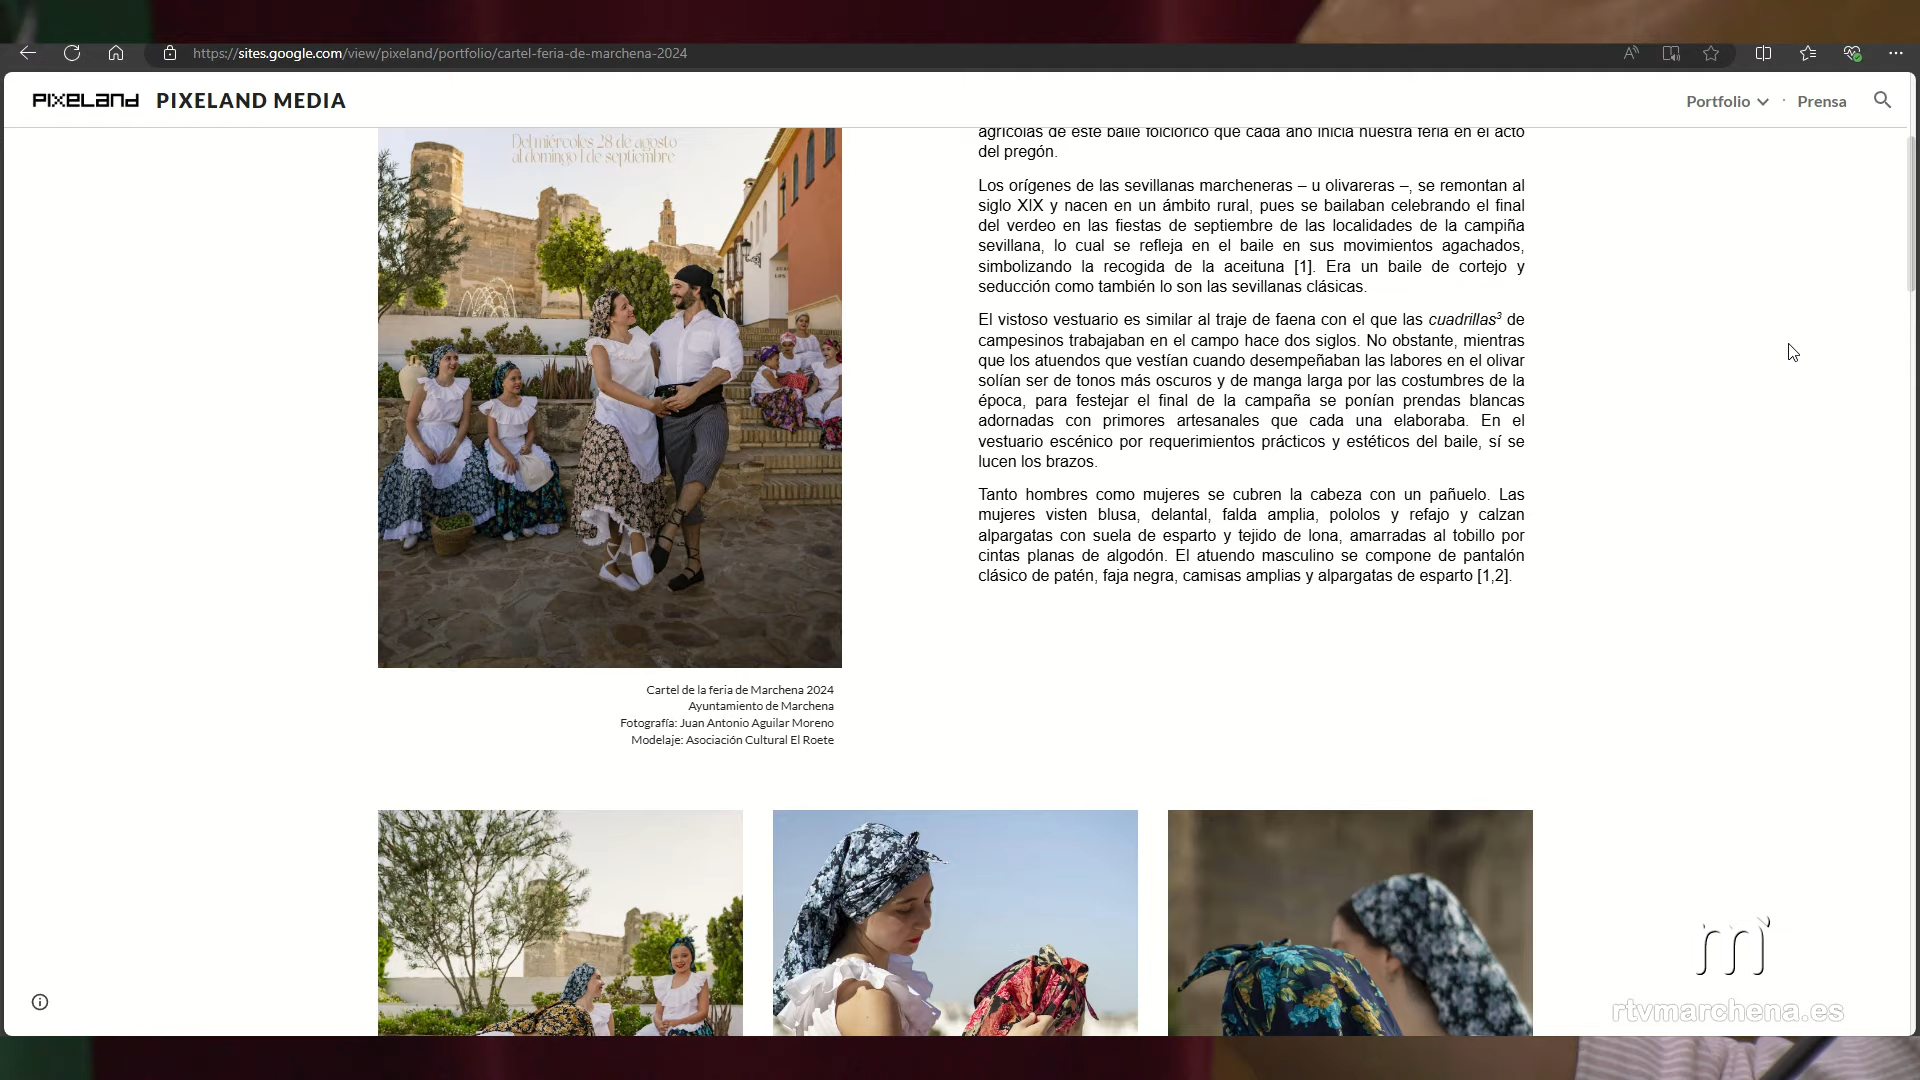 https://sites.google.com/view/pixeland/portfolio/cartel-feria-de-marchena-2024
PIXELAND PIXELAND MEDIA
Portfolio · Prensa
Del miércoles 28 de agosto
al domingo 1 de septiembre
agrícolas de este baile folclórico que cada año inicia nuestra feria en el acto
del pregón.
Los orígenes de las sevillanas marcheneras – u olivareras –, se remontan al
siglo XIX y nacen en un ámbito rural, pues se bailaban celebrando el final
del verdeo en las fiestas de septiembre de las localidades de la campiña
sevillana, lo cual se refleja en el baile en sus movimientos agachados,
simbolizando la recogida de la aceituna [1]. Era un baile de cortejo y
seducción como también lo son las sevillanas clásicas.
El vistoso vestuario es similar al traje de faena con el que las cuadrillas³ de
campesinos trabajaban en el campo hace dos siglos. No obstante, mientras
que los atuendos que vestían cuando desempeñaban las labores en el olivar
solían ser de tonos más oscuros y de manga larga por las costumbres de la
época, para festejar el final de la campaña se ponían prendas blancas
adornadas con primores artesanales que cada una elaboraba. En el
vestuario escénico por requerimientos prácticos y estéticos del baile, sí se
lucen los brazos.
Tanto hombres como mujeres se cubren la cabeza con un pañuelo. Las
mujeres visten blusa, delantal, falda amplia, pololos y refajo y calzan
alpargatas con suela de esparto y tejido de lona, amarradas al tobillo por
cintas planas de algodón. El atuendo masculino se compone de pantalón
clásico de patén, faja negra, camisas amplias y alpargatas de esparto [1,2].
Cartel de la feria de Marchena 2024
Ayuntamiento de Marchena
Fotografía: Juan Antonio Aguilar Moreno
Modelaje: Asociación Cultural El Roete
m
rtvmarchena.es